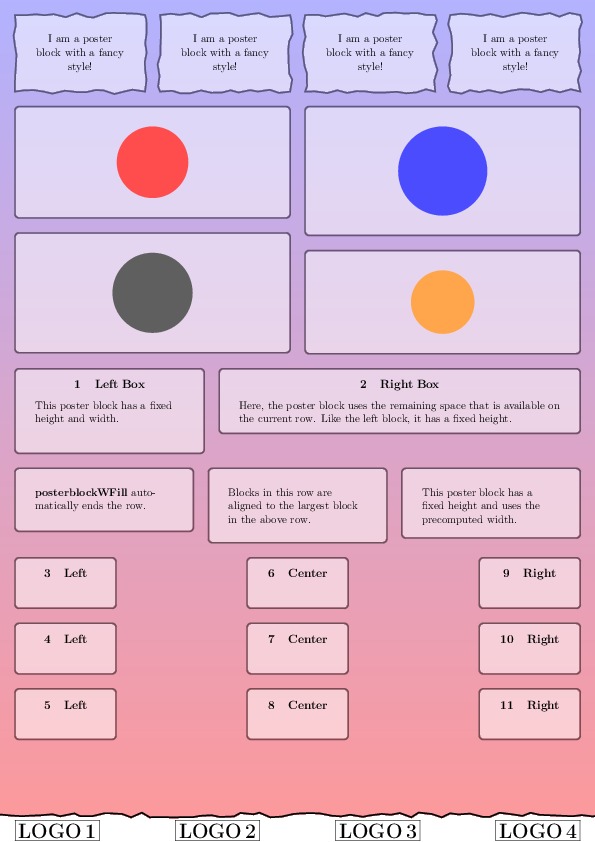 I am a poster
block with a fancy
style!
I am a poster
block with a fancy
style!
I am a poster
block with a fancy
style!
I am a poster
block with a fancy
style!
1 Left Box
This poster block has a fixed
height and width.
2 Right Box
Here, the poster block uses the remaining space that is available on
the current row. Like the left block, it has a fixed height.
posterblockWFill auto-
matically ends the row.
Blocks in this row are
aligned to the largest block
in the above row.
This poster block has a
fixed height and uses the
precomputed width.
3 Left
6 Center
9 Right
4 Left
7 Center
10 Right
5 Left
8 Center
11 Right
LOGO 1
LOGO 2
LOGO 3
LOGO 4